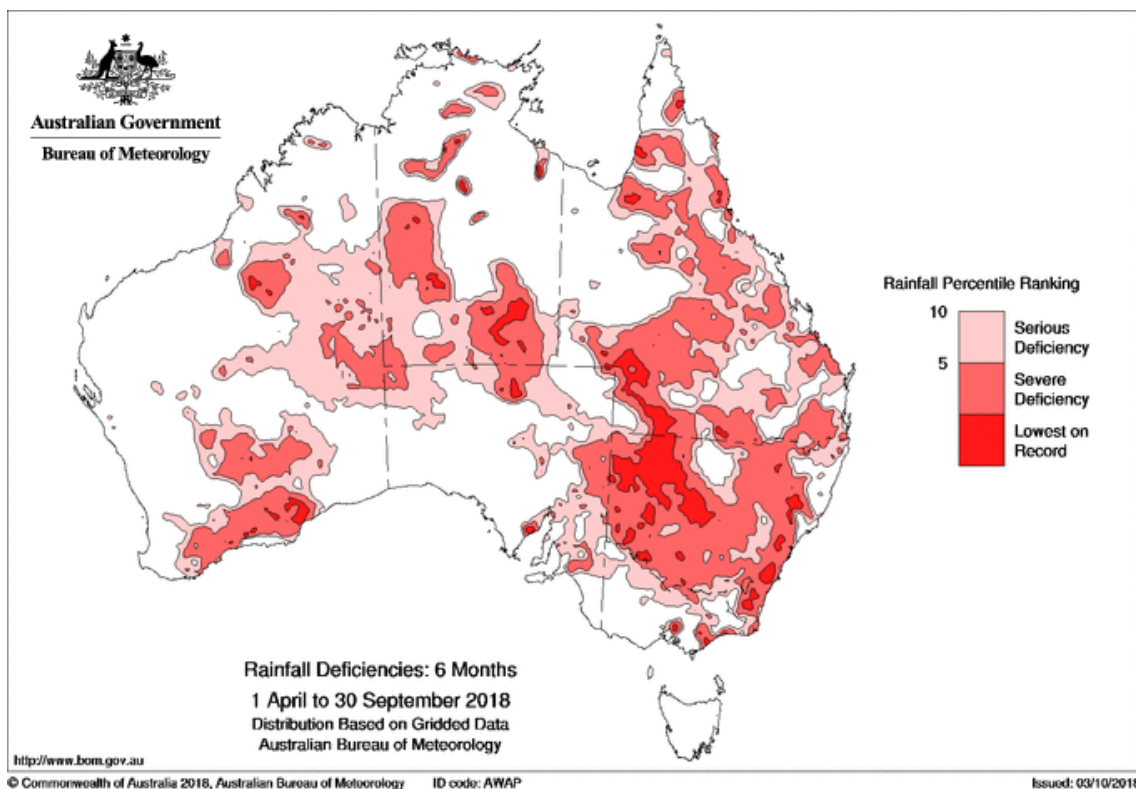 Australian Government
Bureau of Meteorology
Rainfall Percentile Ranking
10
Serious
Deficiency
5
Severe
Deficiency
Lowest on
Record
Rainfall Deficiencies: 6 Months
1 April to 30 September 2018
Distribution Based on Gridded Data
Australian Bureau of Meteorology
http://www.bom.gov.au
© Commonwealth of Australia 2018, Australian Bureau of Meteorology ID code: AWAP Issued: 03/10/2018